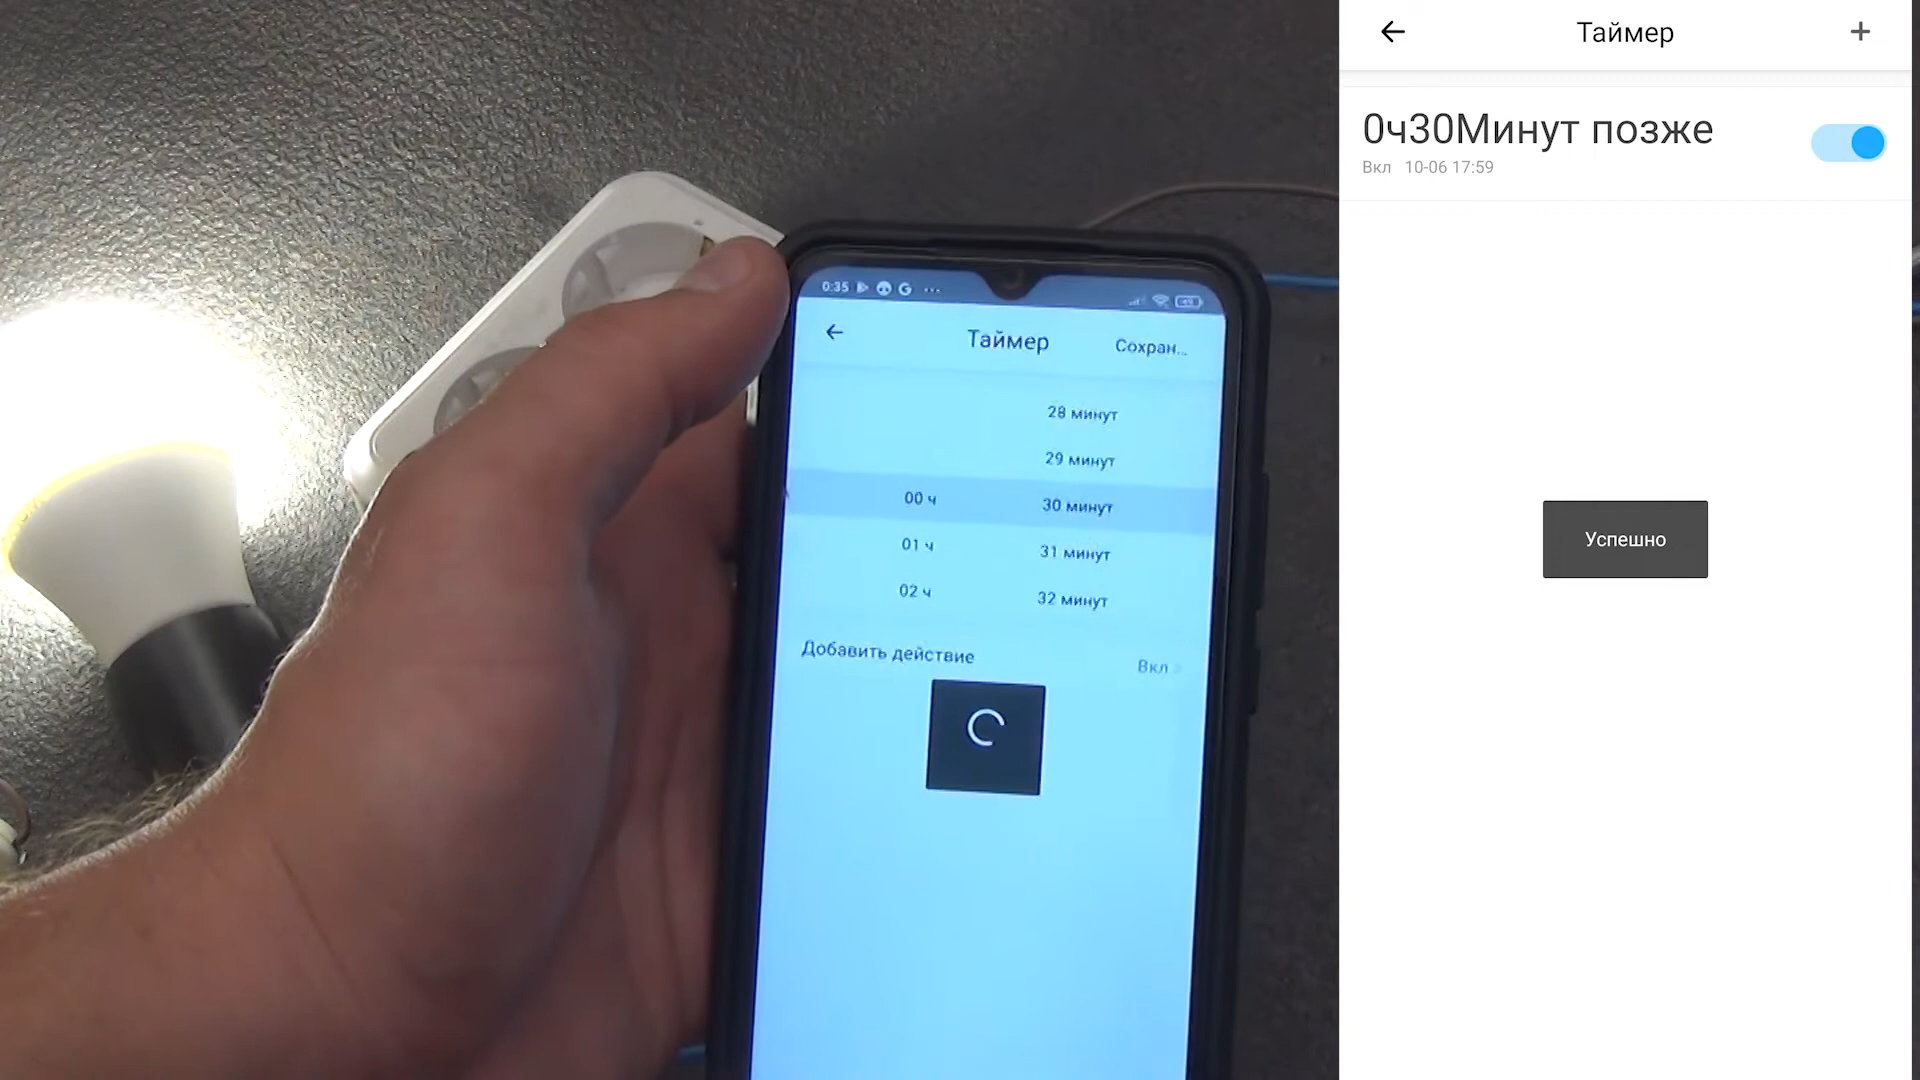 0:35
Таймер
Сохран...
28 минут
29 минут
00 ч 30 минут
01 ч 31 минут
02 ч 32 минут
Добавить действие Вкл
Таймер
0ч30Минут позже
Вкл 10-06 17:59
Успешно